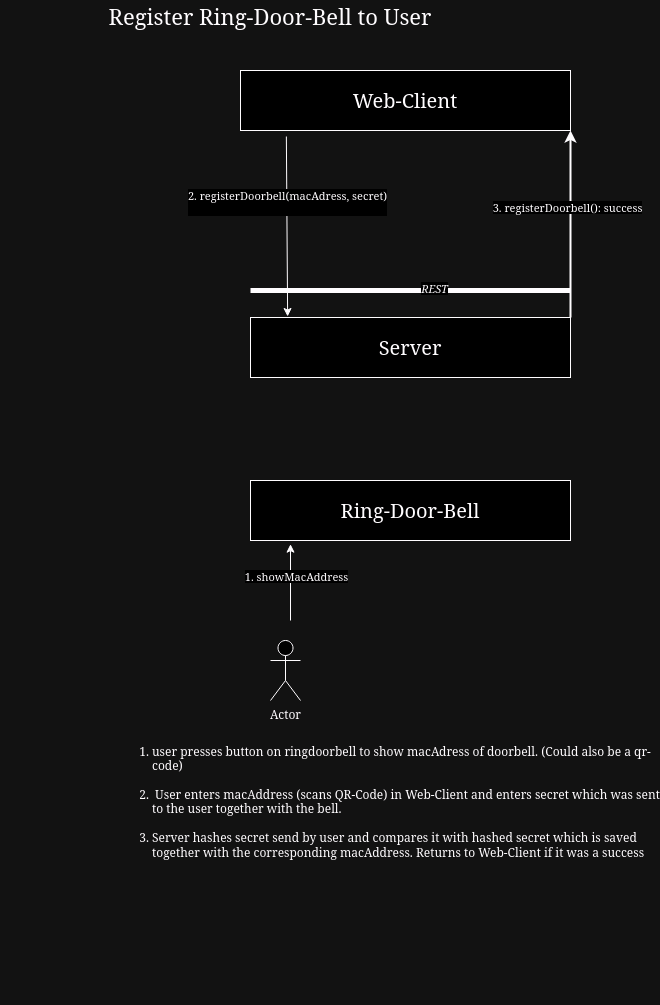 Register Ring-Door-Bell to User
Web-Client
2. registerDoorbell(macAdress, secret)
3. registerDoorbell(): success
REST
Server
Ring-Door-Bell
1. showMacAddress
Actor
1. user presses button on ringdoorbell to show macAdress of doorbell. (Could also be a qr-
code)
2. User enters macAddress (scans QR-Code) in Web-Client and enters secret which was sent
to the user together with the bell.
3. Server hashes secret send by user and compares it with hashed secret which is saved
together with the corresponding macAddress. Returns to Web-Client if it was a success